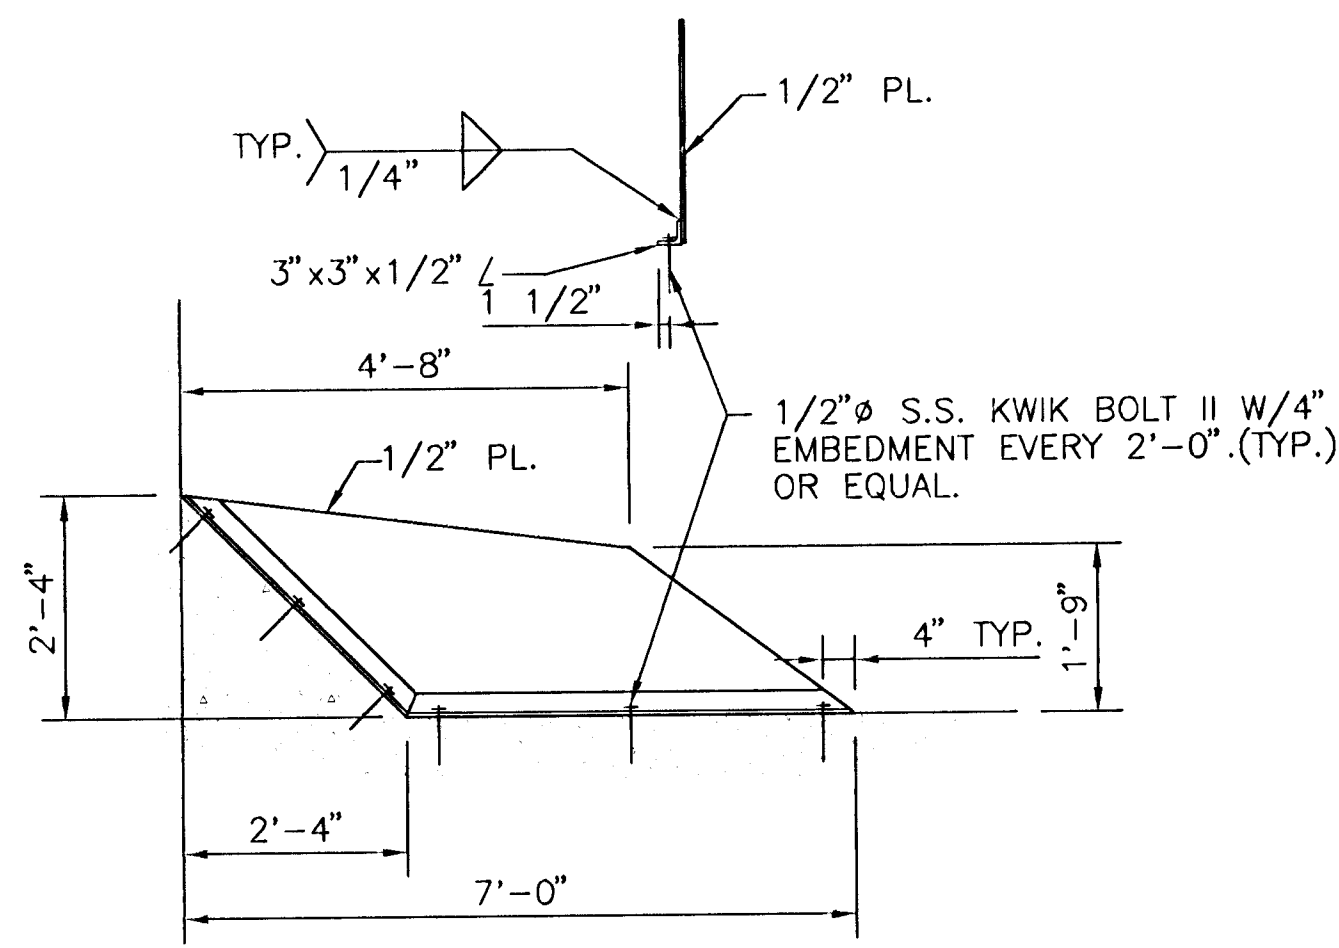 1/2" PL.
TYP.
1/4"
3"x3"x1/2" ∠
1 1/2"
4'-8"
1/2"ø S.S. KWIK BOLT II W/4"
EMBEDMENT EVERY 2'-0".(TYP.)
OR EQUAL.
1/2" PL.
2'-4"
4" TYP.
1'-9"
2'-4"
7'-0"